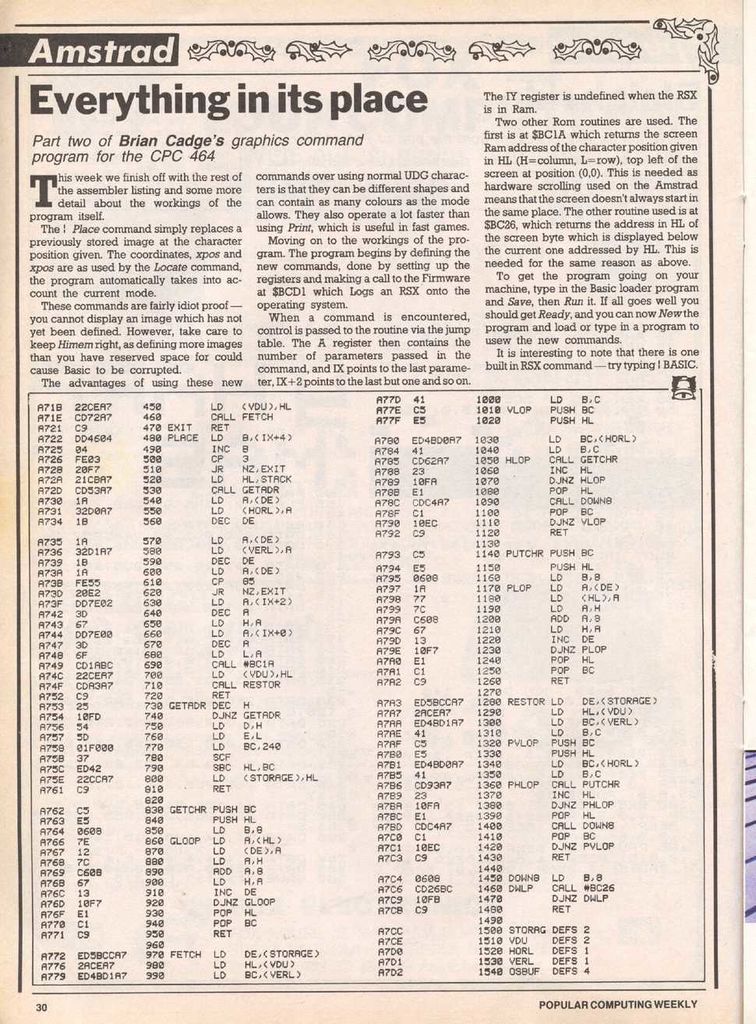 Amstrad
Everything in its place
Part two of Brian Cadge's graphics command
program for the CPC 464
This week we finish off with the rest of
the assembler listing and some more
detail about the workings of the
program itself.
The ¦ Place command simply replaces a
previously stored image at the character
position given. The coordinates, xpos and
xpos are as used by the Locate command,
the program automatically takes into ac-
count the current mode.
These commands are fairly idiot proof —
you cannot display an image which has not
yet been defined. However, take care to
keep Himem right, as defining more images
than you have reserved space for could
cause Basic to be corrupted.
The advantages of using these new
commands over using normal UDG charac-
ters is that they can be different shapes and
can contain as many colours as the mode
allows. They also operate a lot faster than
using Print, which is useful in fast games.
Moving on to the workings of the pro-
gram. The program begins by defining the
new commands, done by setting up the
registers and making a call to the Firmware
at $BCD1 which Logs an RSX onto the
operating system.
When a command is encountered,
control is passed to the routine via the jump
table. The A register then contains the
number of parameters passed in the
command, and IX points to the last parame-
ter, IX+2 points to the last but one and so on.
The IY register is undefined when the RSX
is in Ram.
Two other Rom routines are used. The
first is at $BC1A which returns the screen
Ram address of the character position given
in HL (H=column, L=row), top left of the
screen at position (0,0). This is needed as
hardware scrolling used on the Amstrad
means that the screen doesn't always start in
the same place. The other routine used is at
$BC26, which returns the address in HL of
the screen byte which is displayed below
the current one addressed by HL. This is
needed for the same reason as above.
To get the program going on your
machine, type in the Basic loader program
and Save, then Run it. If all goes well you
should get Ready, and you can now New the
program and load or type in a program to
usew the new commands.
It is interesting to note that there is one
built in RSX command — try typing ¦ BASIC.
A71B 22CEA7 450 LD (VDU),HL
A71E CD72A7 460 CALL FETCH
A721 C9 470 EXIT RET
A722 DD4604 480 PLACE LD B,(IX+4)
A725 04 490 INC B
A726 FE03 500 CP 3
A728 20F7 510 JR NZ,EXIT
A72A 21CBA7 520 LD HL,STACK
A72D CD53A7 530 CALL GETADR
A730 1A 540 LD A,(DE)
A731 32D0A7 550 LD (HORL),A
A734 1B 560 DEC DE
A735 1A 570 LD A,(DE)
A736 32D1A7 580 LD (VERL),A
A739 1B 590 DEC DE
A73A 1A 600 LD A,(DE)
A73B FE55 610 CP 85
A73D 20E2 620 JR NZ,EXIT
A73F DD7E02 630 LD A,(IX+2)
A742 3D 640 DEC A
A743 67 650 LD H,A
A744 DD7E00 660 LD A,(IX+0)
A747 3D 670 DEC A
A748 6F 680 LD L,A
A749 CD1ABC 690 CALL #BC1A
A74C 22CEA7 700 LD (VDU),HL
A74F CDA3A7 710 CALL RESTOR
A752 C9 720 RET
A753 25 730 GETADR DEC H
A754 10FD 740 DJNZ GETADR
A756 54 750 LD D,H
A757 5D 760 LD E,L
A758 01F000 770 LD BC,240
A75B 37 780 SCF
A75C ED42 790 SBC HL,BC
A75E 22CCA7 800 LD (STORAGE),HL
A761 C9 810 RET
820
A762 C5 830 GETCHR PUSH BC
A763 E5 840 PUSH HL
A764 0608 850 LD B,8
A766 7E 860 GLOOP LD A,(HL)
A767 12 870 LD (DE),A
A768 7C 880 LD A,H
A769 C608 890 ADD A,8
A76B 67 900 LD H,A
A76C 13 910 INC DE
A76D 10F7 920 DJNZ GLOOP
A76F E1 930 POP HL
A770 C1 940 POP BC
A771 C9 950 RET
960
A772 ED5BCCA7 970 FETCH LD DE,(STORAGE)
A776 2ACEA7 980 LD HL,(VDU)
A779 ED4BD1A7 990 LD BC,(VERL)
A77D 41 1000 LD B,C
A77E C5 1010 VLOP PUSH BC
A77F E5 1020 PUSH HL
A780 ED4BD0A7 1030 LD BC,(HORL)
A784 41 1040 LD B,C
A785 CD62A7 1050 HLOP CALL GETCHR
A788 23 1060 INC HL
A789 10FA 1070 DJNZ HLOP
A78B E1 1080 POP HL
A78C CDC4A7 1090 CALL DOWN8
A78F C1 1100 POP BC
A790 10EC 1110 DJNZ VLOP
A792 C9 1120 RET
1130
A793 C5 1140 PUTCHR PUSH BC
A794 E5 1150 PUSH HL
A795 0608 1160 LD B,8
A797 1A 1170 PLOP LD A,(DE)
A798 77 1180 LD (HL),A
A799 7C 1190 LD A,H
A79A C608 1200 ADD A,8
A79C 67 1210 LD H,A
A79D 13 1220 INC DE
A79E 10F7 1230 DJNZ PLOP
A7A0 E1 1240 POP HL
A7A1 C1 1250 POP BC
A7A2 C9 1260 RET
1270
A7A3 ED5BCCA7 1280 RESTOR LD DE,(STORAGE)
A7A7 2ACEA7 1290 LD HL,(VDU)
A7AA ED4BD1A7 1300 LD BC,(VERL)
A7AE 41 1310 LD B,C
A7AF C5 1320 PVLOP PUSH BC
A7B0 E5 1330 PUSH HL
A7B1 ED4BD0A7 1340 LD BC,(HORL)
A7B5 41 1350 LD B,C
A7B6 CD93A7 1360 PHLOP CALL PUTCHR
A7B9 23 1370 INC HL
A7BA 10FA 1380 DJNZ PHLOP
A7BC E1 1390 POP HL
A7BD CDC4A7 1400 CALL DOWN8
A7C0 C1 1410 POP BC
A7C1 10EC 1420 DJNZ PVLOP
A7C3 C9 1430 RET
1440
A7C4 0608 1450 DOWN8 LD B,8
A7C6 CD26BC 1460 DWLP CALL #BC26
A7C9 10FB 1470 DJNZ DWLP
A7CB C9 1480 RET
1490
A7CC 1500 STORAG DEFS 2
A7CE 1510 VDU DEFS 2
A7D0 1520 HORL DEFS 1
A7D1 1530 VERL DEFS 1
A7D2 1540 OSBUF DEFS 4
30
POPULAR COMPUTING WEEKLY